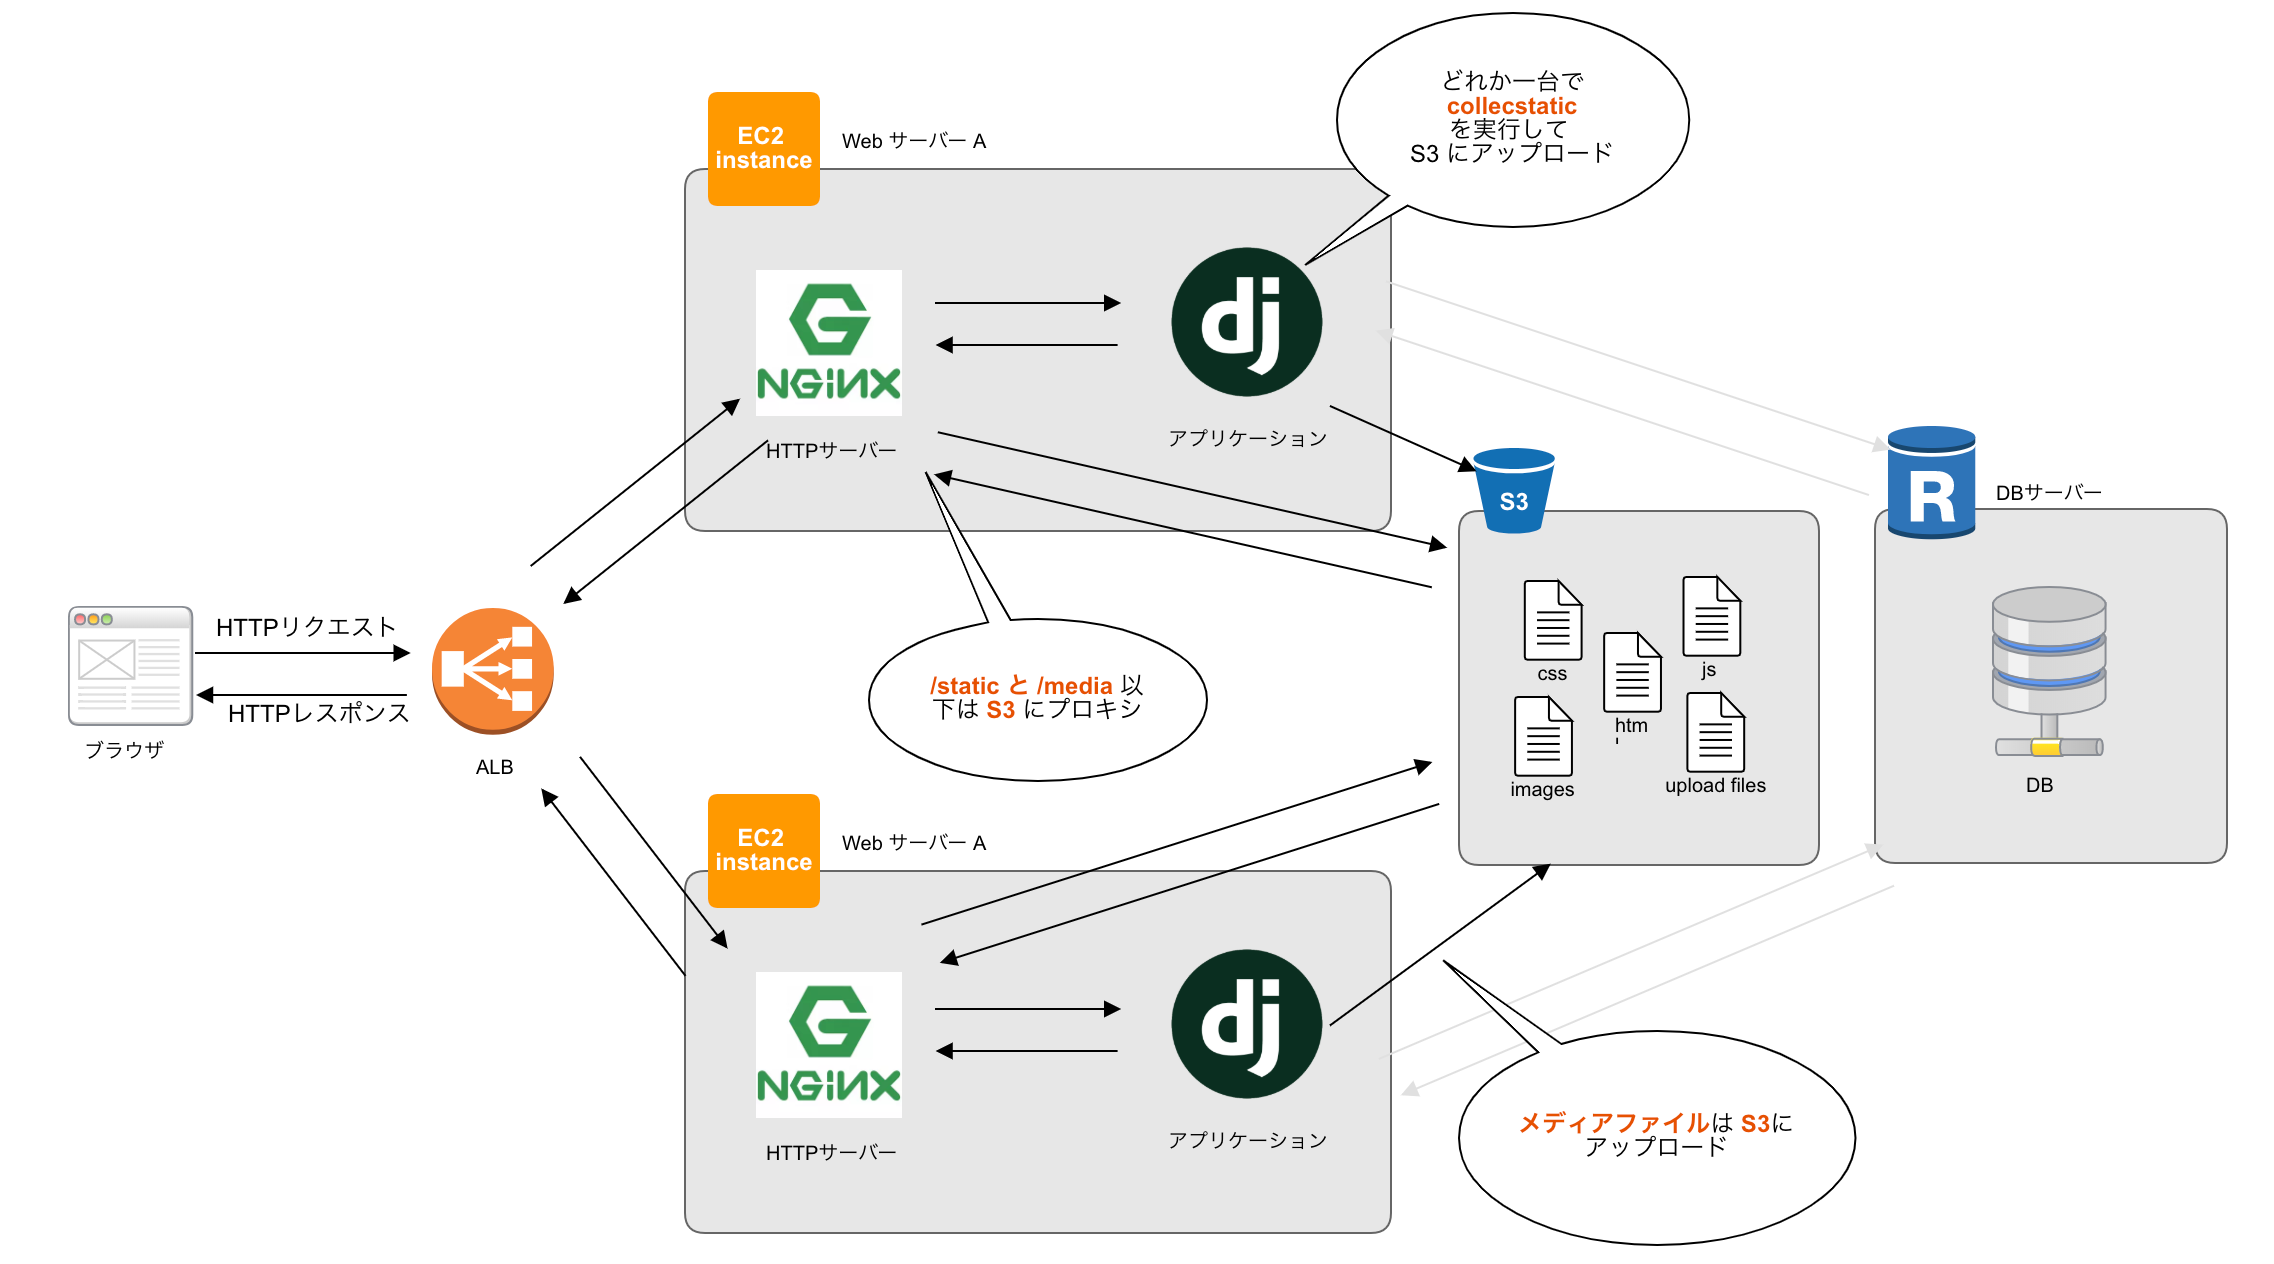 どれか一台で
collecstatic
を実行して
S3 にアップロード
EC2
instance
Web サーバー A
NGiNX
HTTPサーバー
dj
アプリケーション
S3
R
DBサーバー
HTTPリクエスト
HTTPレスポンス
ブラウザ
ALB
/static と /media 以
下は S3 にプロキシ
css
js
htm
l
images
upload files
DB
EC2
instance
Web サーバー A
NGiNX
HTTPサーバー
dj
アプリケーション
メディアファイルは S3に
アップロード